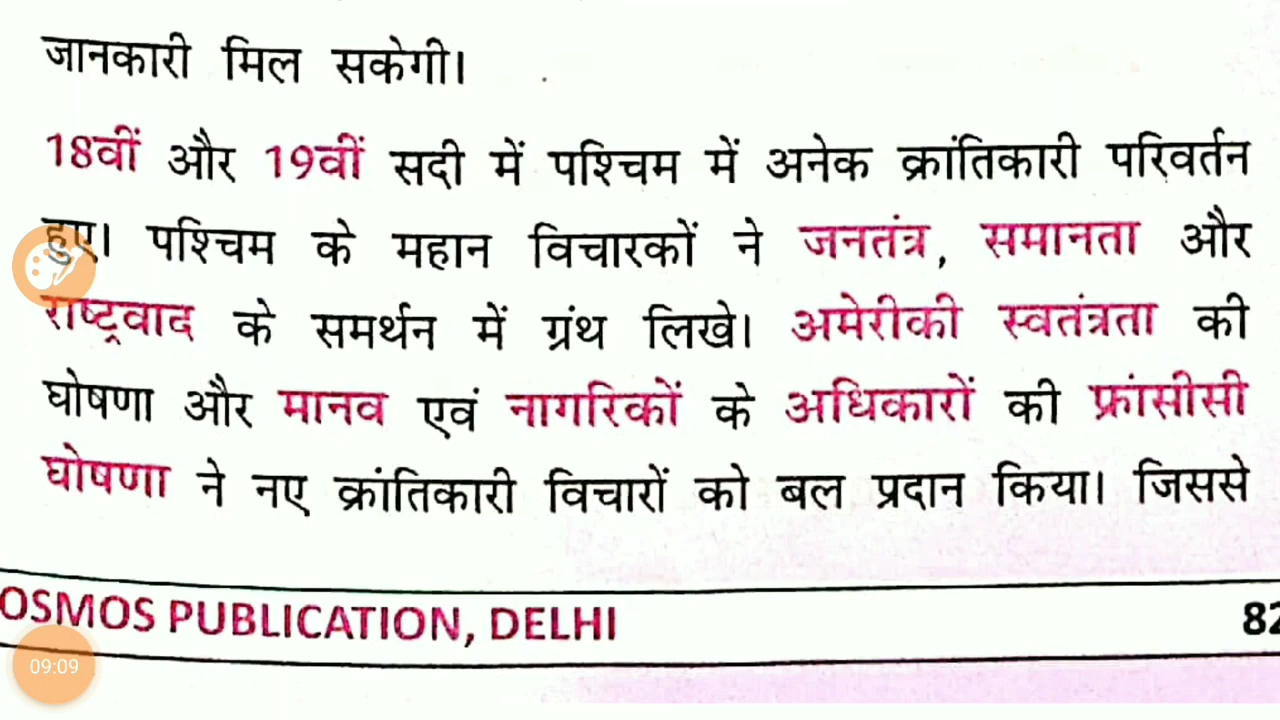 जानकारी मिल सकेगी।
18वीं और 19वीं सदी में पश्चिम में अनेक क्रांतिकारी परिवर्तन
हुए। पश्चिम के महान विचारकों ने जनतंत्र, समानता और
राष्ट्रवाद के समर्थन में ग्रंथ लिखे। अमेरीकी स्वतंत्रता की
घोषणा और मानव एवं नागरिकों के अधिकारों की फ्रांसीसी
घोषणा ने नए क्रांतिकारी विचारों को बल प्रदान किया। जिससे
OSMOS PUBLICATION, DELHI 82
09:09